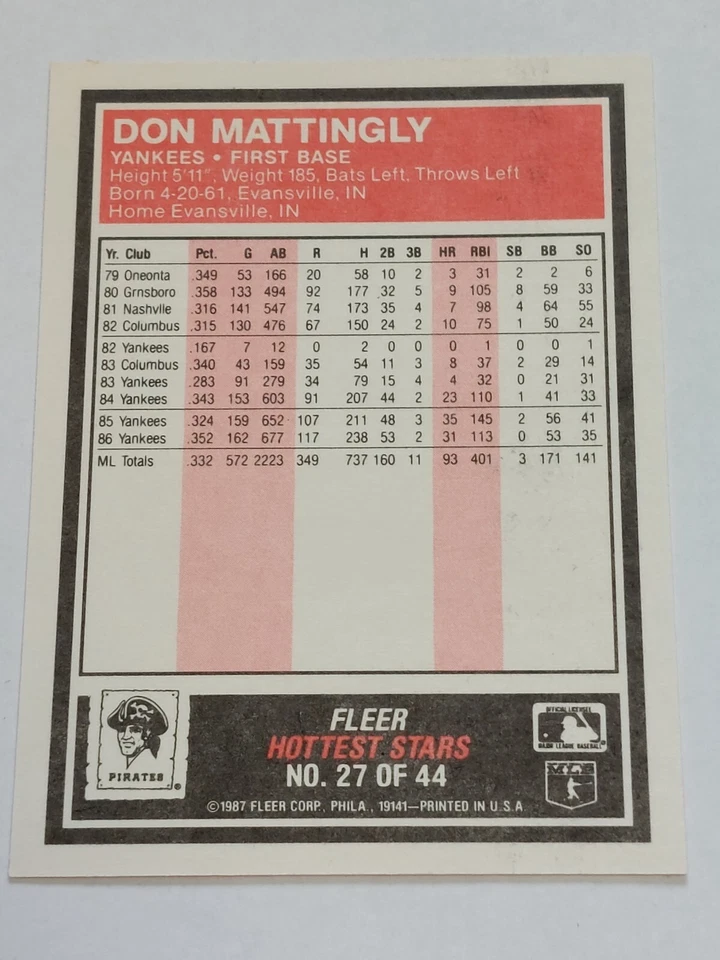 DON MATTINGLY
YANKEES • FIRST BASE
Height 5'11", Weight 185, Bats Left, Throws Left
Born 4-20-61, Evansville, IN
Home Evansville, IN
Yr. Club Pct. G AB R H 2B 3B HR RBI SB BB SO
79 Oneonta .349 53 166 20 58 10 2 3 31 2 2 6
80 Grnsboro .358 133 494 92 177 32 5 9 105 8 59 33
81 Nashvlle .316 141 547 74 173 35 4 7 98 4 64 55
82 Columbus .315 130 476 67 150 24 2 10 75 1 50 24
82 Yankees .167 7 12 0 2 0 0 0 1 0 0 1
83 Columbus .340 43 159 35 54 11 3 8 37 2 29 14
83 Yankees .283 91 279 34 79 15 4 4 32 0 21 31
84 Yankees .343 153 603 91 207 44 2 23 110 1 41 33
85 Yankees .324 159 652 107 211 48 3 35 145 2 56 41
86 Yankees .352 162 677 117 238 53 2 31 113 0 53 35
ML Totals .332 572 2223 349 737 160 11 93 401 3 171 141
PIRATES ®
FLEER
HOTTEST STARS
NO. 27 OF 44
©1987 FLEER CORP., PHILA., 19141—PRINTED IN U.S.A.
OFFICIAL LICENSEE
MAJOR LEAGUE BASEBALL
MLB